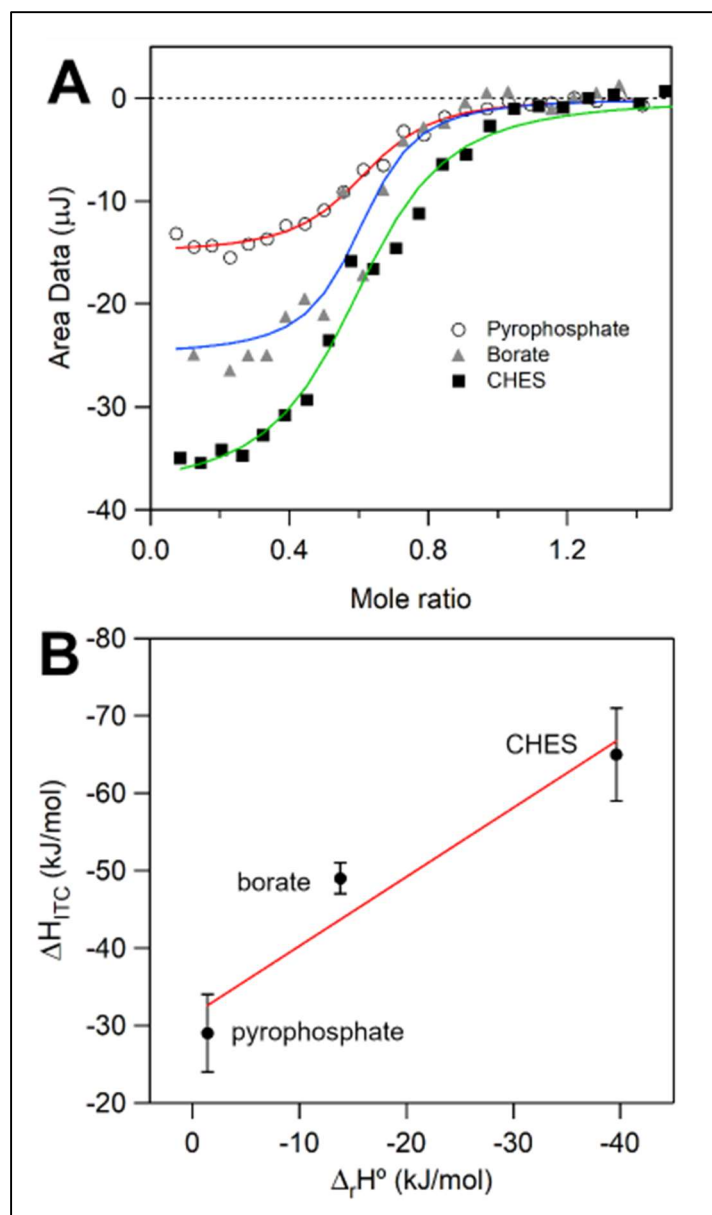 A
0
-10
-20
-30
-40
Area Data (µJ)
Pyrophosphate
Borate
CHES
0.0 0.4 0.8 1.2
Mole ratio
B
-80
-70
-60
-50
-40
-30
-20
ΔH_ITC (kJ/mol)
CHES
borate
pyrophosphate
0 -10 -20 -30 -40
Δ_rHº (kJ/mol)